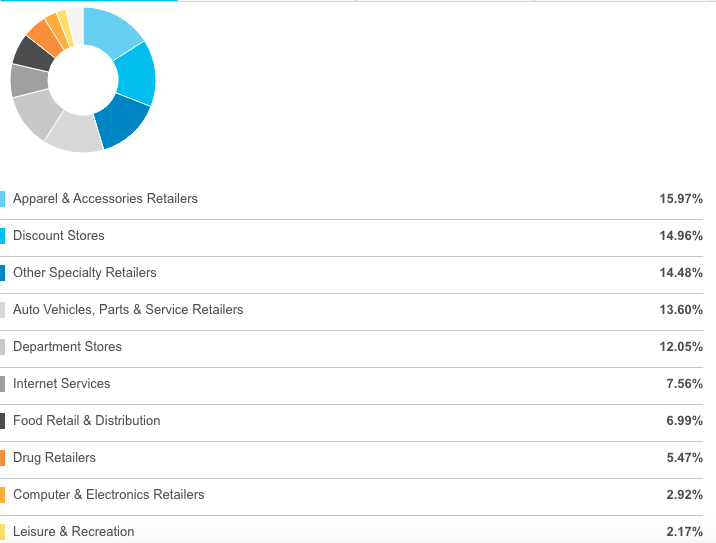 Apparel & Accessories Retailers 15.97%
Discount Stores 14.96%
Other Specialty Retailers 14.48%
Auto Vehicles, Parts & Service Retailers 13.60%
Department Stores 12.05%
Internet Services 7.56%
Food Retail & Distribution 6.99%
Drug Retailers 5.47%
Computer & Electronics Retailers 2.92%
Leisure & Recreation 2.17%